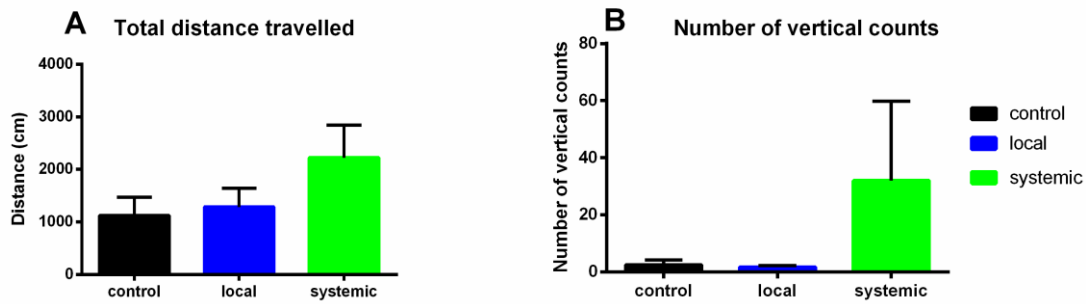 A Total distance travelled
Distance (cm)
4000
3000
2000
1000
0
control local systemic
B Number of vertical counts
Number of vertical counts
80
60
40
20
0
control local systemic
control
local
systemic